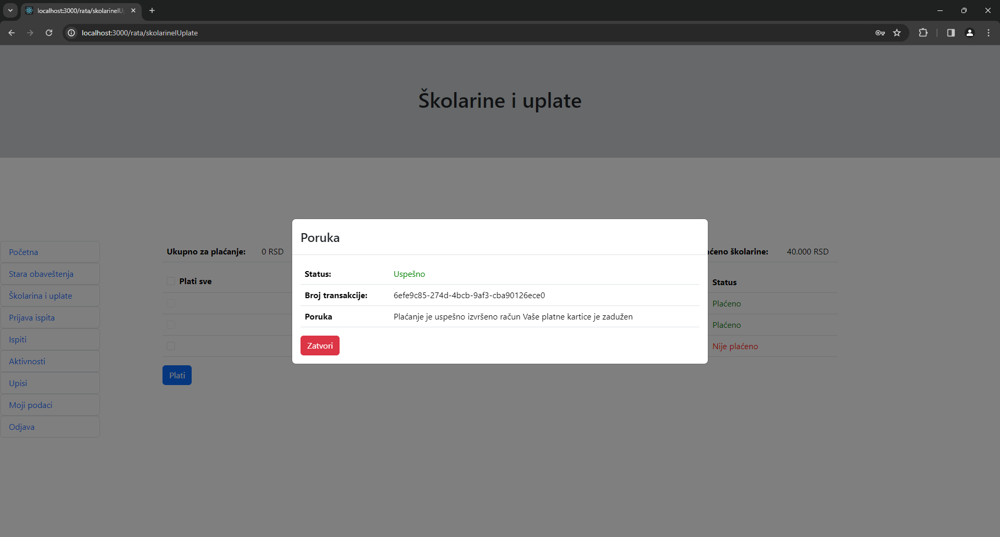 localhost:3000/rata/skolarineIU
localhost:3000/rata/skolarineIUplate
Školarine i uplate
Početna
Stara obaveštenja
Školarina i uplate
Prijava ispita
Ispiti
Aktivnosti
Upisi
Moji podaci
Odjava
Ukupno za plaćanje: 0 RSD
školarine: 40.000 RSD
Plati sve
Status
Plaćeno
Plaćeno
Nije plaćeno
Plati
Poruka
Status: Uspešno
Broj transakcije: 6efe9c85-274d-4bcb-9af3-cba90126ece0
Poruka Plaćanje je uspešno izvršeno račun Vaše platne kartice je zadužen
Zatvori